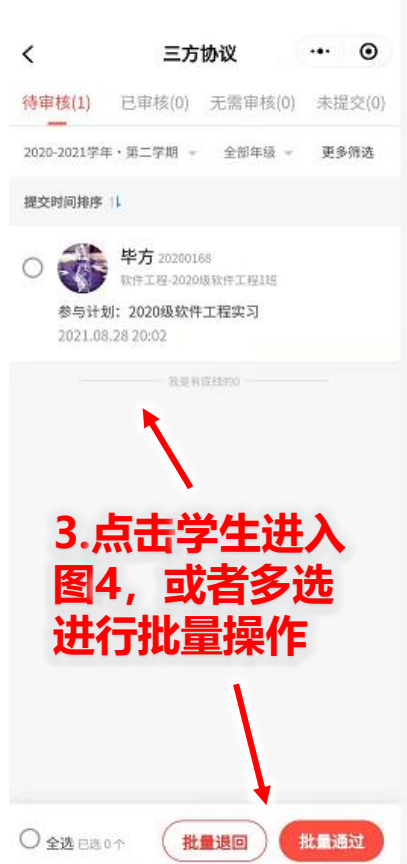 三方协议
待审核(1) 已审核(0) 无需审核(0) 未提交(0)
2020-2021学年·第二学期 全部年级 更多筛选
提交时间排序
毕方 20200168
软件工程-2020级软件工程1班
参与计划：2020级软件工程实习
2021.08.28 20:02
我是有底线的
3.点击学生进入
图4，或者多选
进行批量操作
全选 已选 0 个 批量退回 批量通过